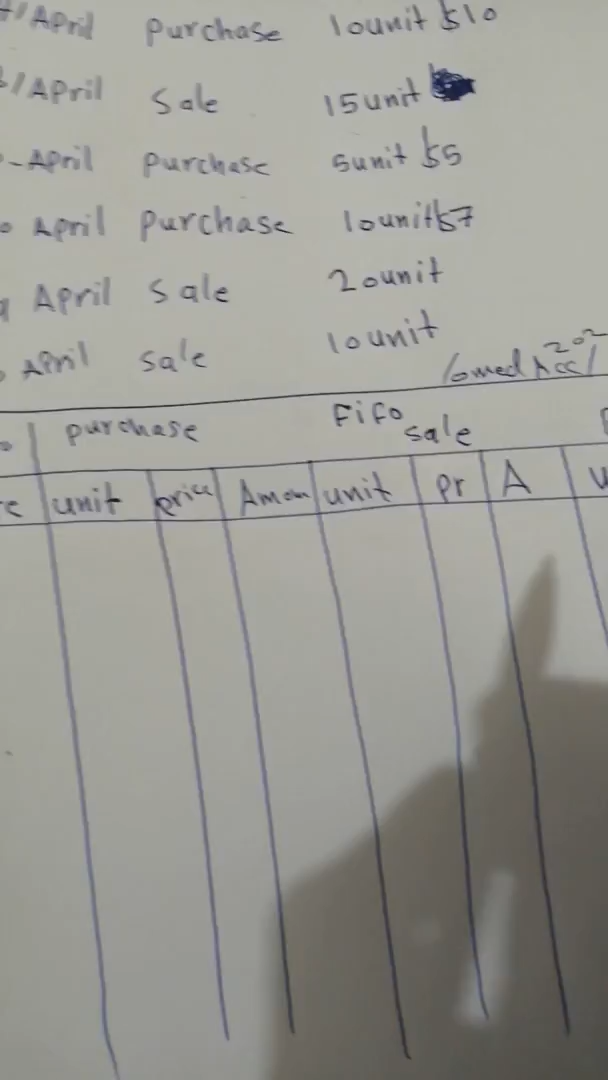 /April purchase 10unit $10
/April Sale 15unit
-April purchase 5unit $5
April purchase 10unit $7
April Sale 20unit
April sale 10unit
Fifo
purchase sale
unit price Amon unit pr A